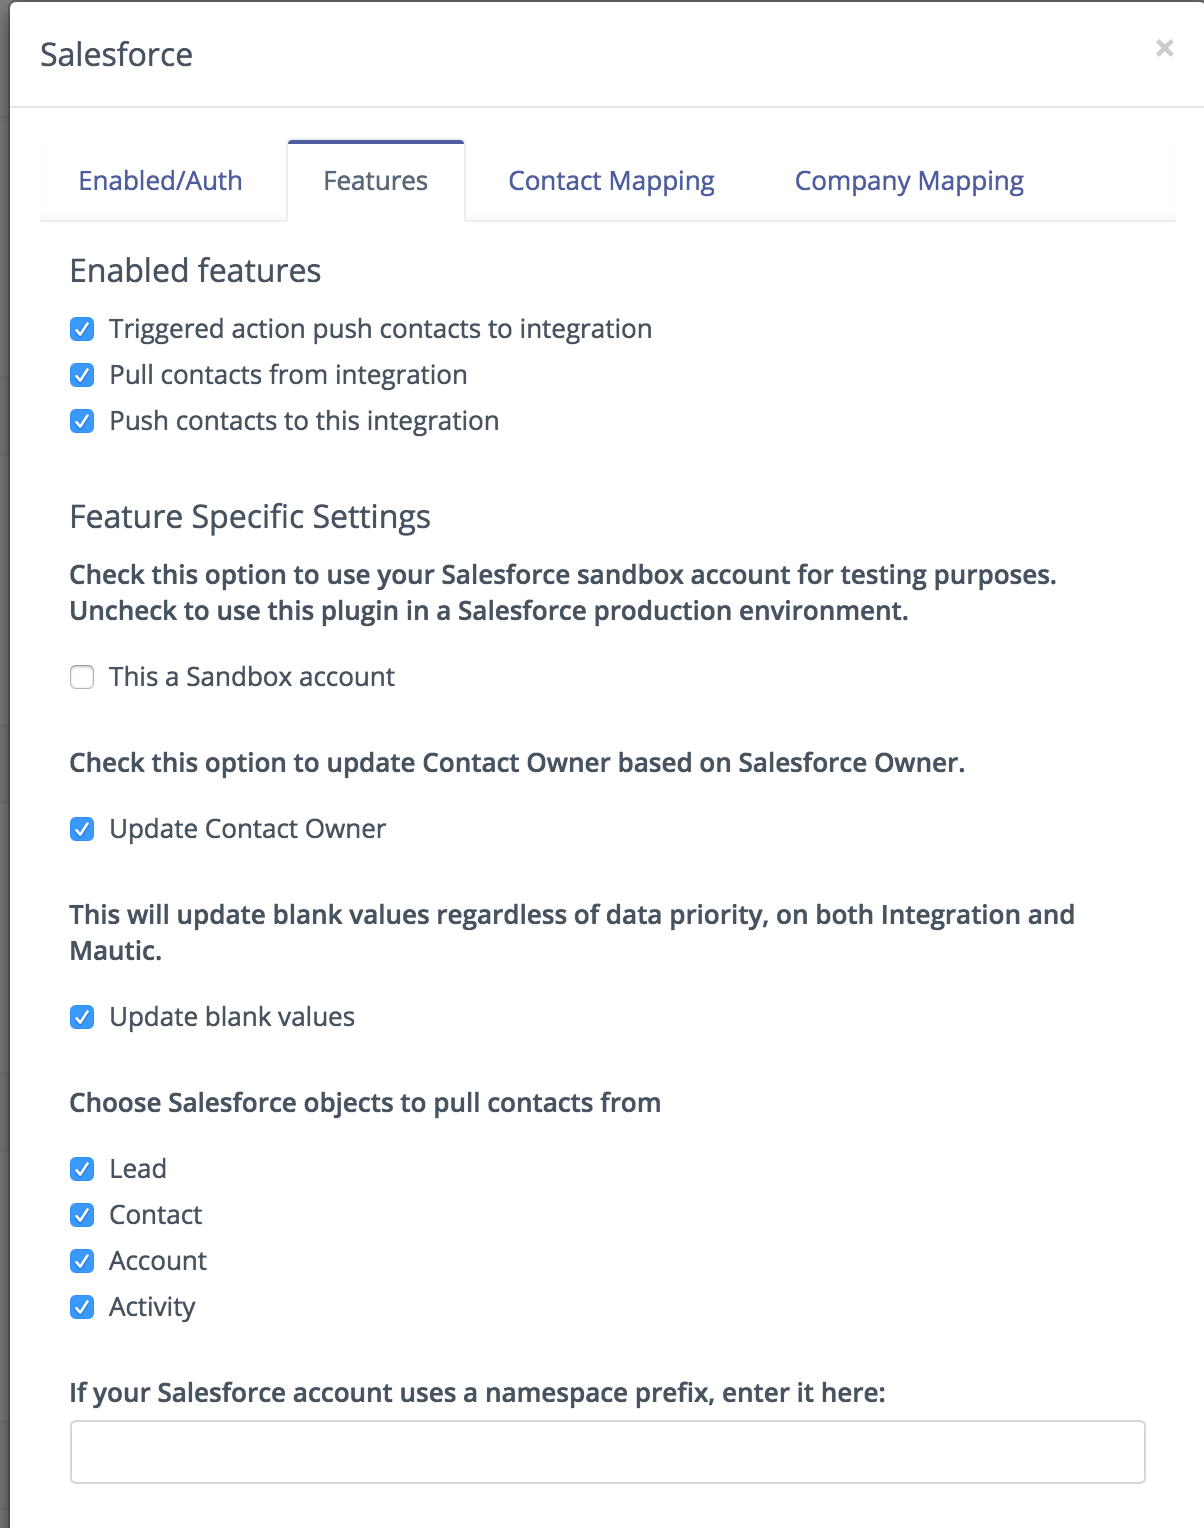 Salesforce
×
Enabled/Auth
Features
Contact Mapping
Company Mapping
Enabled features
Triggered action push contacts to integration
Pull contacts from integration
Push contacts to this integration
Feature Specific Settings
Check this option to use your Salesforce sandbox account for testing purposes.
Uncheck to use this plugin in a Salesforce production environment.
This a Sandbox account
Check this option to update Contact Owner based on Salesforce Owner.
Update Contact Owner
This will update blank values regardless of data priority, on both Integration and
Mautic.
Update blank values
Choose Salesforce objects to pull contacts from
Lead
Contact
Account
Activity
If your Salesforce account uses a namespace prefix, enter it here: